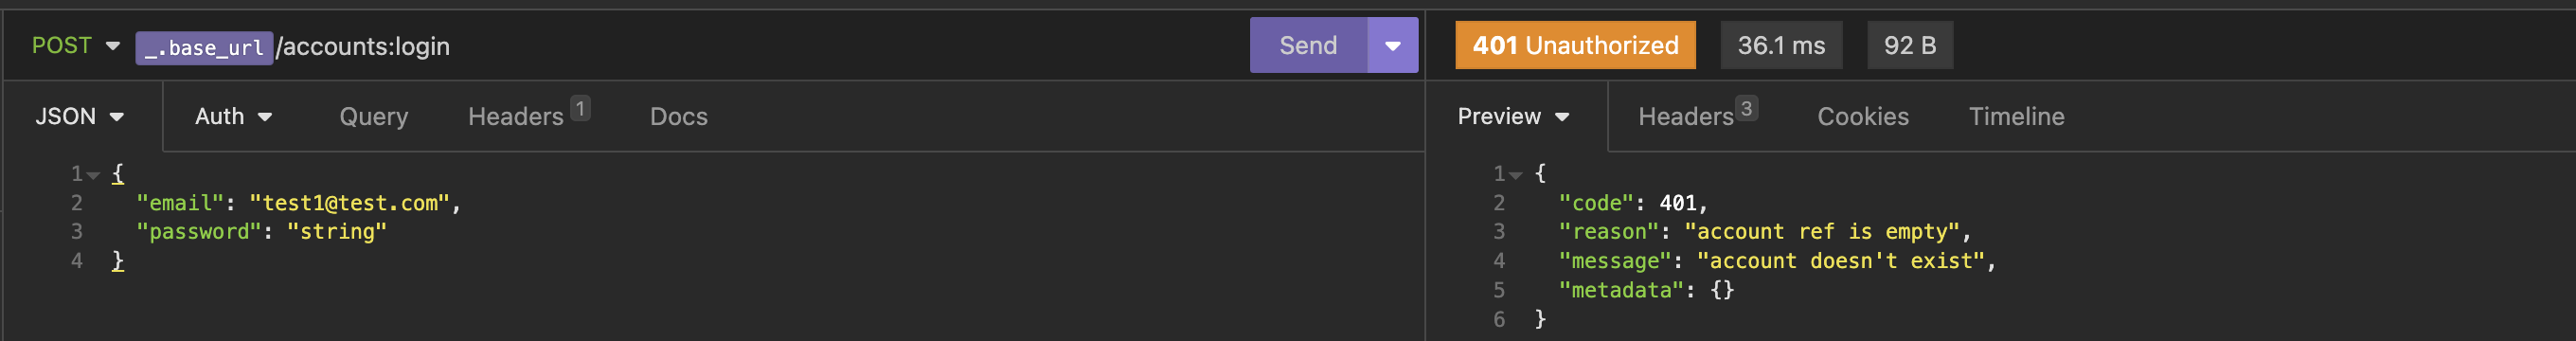 POST _.base_url/accounts:login Send
401 Unauthorized 36.1 ms 92 B
JSON Auth Query Headers 1 Docs
Preview Headers 3 Cookies Timeline
1 {
2 "email": "test1@test.com",
3 "password": "string"
4 }
1 {
2 "code": 401,
3 "reason": "account ref is empty",
4 "message": "account doesn't exist",
5 "metadata": {}
6 }